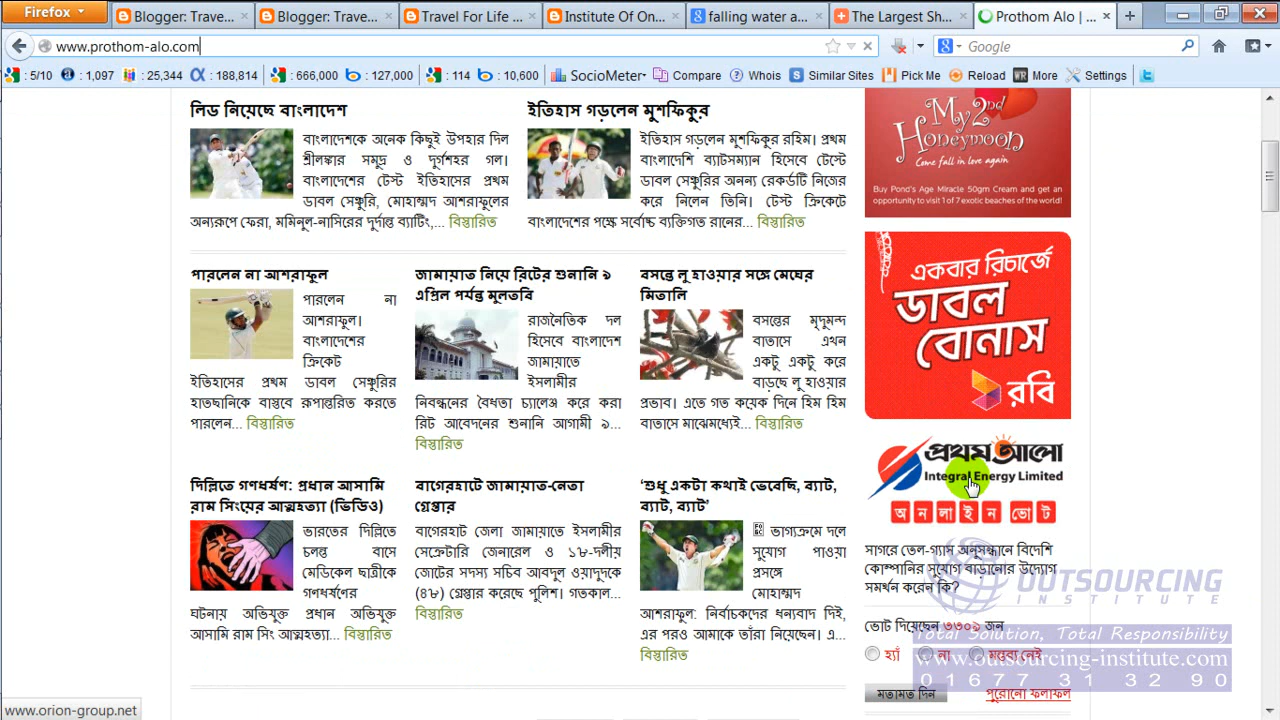 Firefox
Blogger: Trave...
Blogger: Trave...
Travel For Life ...
Institute Of On...
falling water a...
The Largest Sh...
Prothom Alo | ...
www.prothom-alo.com
Google
: 5/10
: 1,097
: 25,344
: 188,814
: 666,000
: 127,000
: 114
: 10,600
SocioMeter
Compare
Whois
Similar Sites
Pick Me
Reload
More
Settings
লিড নিয়েছে বাংলাদেশ
বাংলাদেশকে অনেক কিছুই উপহার দিল
শ্রীলঙ্কার সমুদ্র ও দুর্গশহর গল।
বাংলাদেশের টেস্ট ইতিহাসের প্রথম
ডাবল সেঞ্চুরি, মোহাম্মদ আশরাফুলের
অন্যরূপে ফেরা, মমিনুল-নাসিরের দুর্দান্ত ব্যাটিং,... বিস্তারিত
ইতিহাস গড়লেন মুশফিকুর
ইতিহাস গড়লেন মুশফিকুর রহিম। প্রথম
বাংলাদেশি ব্যাটসম্যান হিসেবে টেস্টে
ডাবল সেঞ্চুরির অনন্য রেকর্ডটি নিজের
করে নিলেন তিনি। টেস্ট ক্রিকেটে
বাংলাদেশের পক্ষে সর্বোচ্চ ব্যক্তিগত রানের... বিস্তারিত
পারলেন না আশরাফুল
পারলেন না
আশরাফুল।
বাংলাদেশের
ক্রিকেট
ইতিহাসের প্রথম ডাবল সেঞ্চুরির
হাতছানিকে বাস্তবে রূপান্তরিত করতে
পারলেন... বিস্তারিত
জামায়াত নিয়ে রিটের শুনানি ৯
এপ্রিল পর্যন্ত মুলতবি
রাজনৈতিক দল
হিসেবে বাংলাদেশ
জামায়াতে
ইসলামীর
নিবন্ধনের বৈধতা চ্যালেঞ্জ করে করা
রিট আবেদনের শুনানি আগামী ৯...
বিস্তারিত
বসন্তে লু হাওয়ার সঙ্গে মেঘের
মিতালি
বসন্তের মৃদুমন্দ
বাতাসে এখন
একটু একটু করে
বাড়ছে লু হাওয়ার
প্রভাব। এতে গত কয়েক দিনে হিম হিম
বাতাসে মাঝেমধ্যেই... বিস্তারিত
দিল্লিতে গণধর্ষণ: প্রধান আসামি
রাম সিংয়ের আত্মহত্যা (ভিডিও)
ভারতের দিল্লিতে
চলন্ত বাসে
মেডিকেল ছাত্রীকে
গণধর্ষণের
ঘটনায় অভিযুক্ত প্রধান অভিযুক্ত
আসামি রাম সিং আত্মহত্যা... বিস্তারিত
বাগেরহাটে জামায়াত-নেতা
গ্রেপ্তার
বাগেরহাট জেলা জামায়াতে ইসলামীর
সেক্রেটারি জেনারেল ও ১৮-দলীয়
জোটের সদস্য সচিব আবদুল ওয়াদুদকে
(৪৮) গ্রেপ্তার করেছে পুলিশ। গতকাল...
বিস্তারিত
‘শুধু একটা কথাই ভেবেছি, ব্যাট,
ব্যাট, ব্যাট’
ভাগ্যক্রমে দলে
সুযোগ পাওয়া
প্রসঙ্গে
মোহাম্মদ
আশরাফুল: নির্বাচকদের ধন্যবাদ দিই,
এর পরও আমাকে তাঁরা নিয়েছেন। এ...
বিস্তারিত
My 2nd
Honeymoon
Come fall in love again
Buy Pond's Age Miracle 50gm Cream and get an
opportunity to visit 1 of 7 exotic beaches of the world!
একবার রিচার্জে
ডাবল
বোনাস
রবি
প্রথম আলো
Integral Energy Limited
অ ন লা ই ন ভো ট
সাগরে তেল-গ্যাস অনুসন্ধানে বিদেশি
কোম্পানির সুযোগ বাড়ানোর উদ্যোগ
সমর্থন করেন কি?
ভোট দিয়েছেন ৩৩০৯ জন
হ্যাঁ
না
মন্তব্য নেই
মতামত দিন
পুরোনো ফলাফল
OUTSOURCING
INSTITUTE
Total Solution, Total Responsibility
www.outsourcing-institute.com
01677 31 32 90
www.orion-group.net